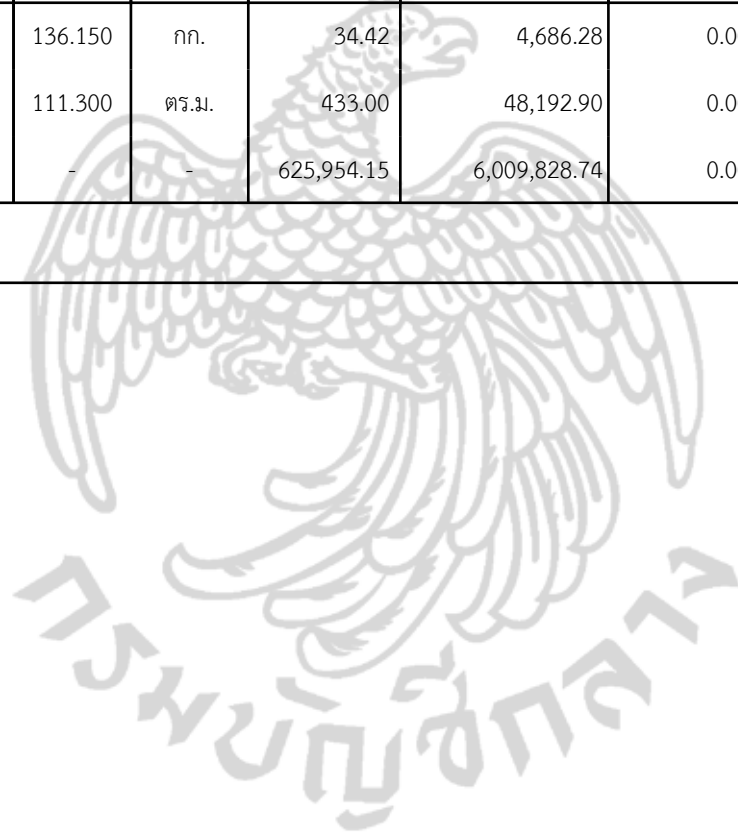 136.150 กก. 34.42 4,686.28 0.0
111.300 ตร.ม. 433.00 48,192.90 0.0
- - 625,954.15 6,009,828.74 0.0
กรมบัญชีกลาง